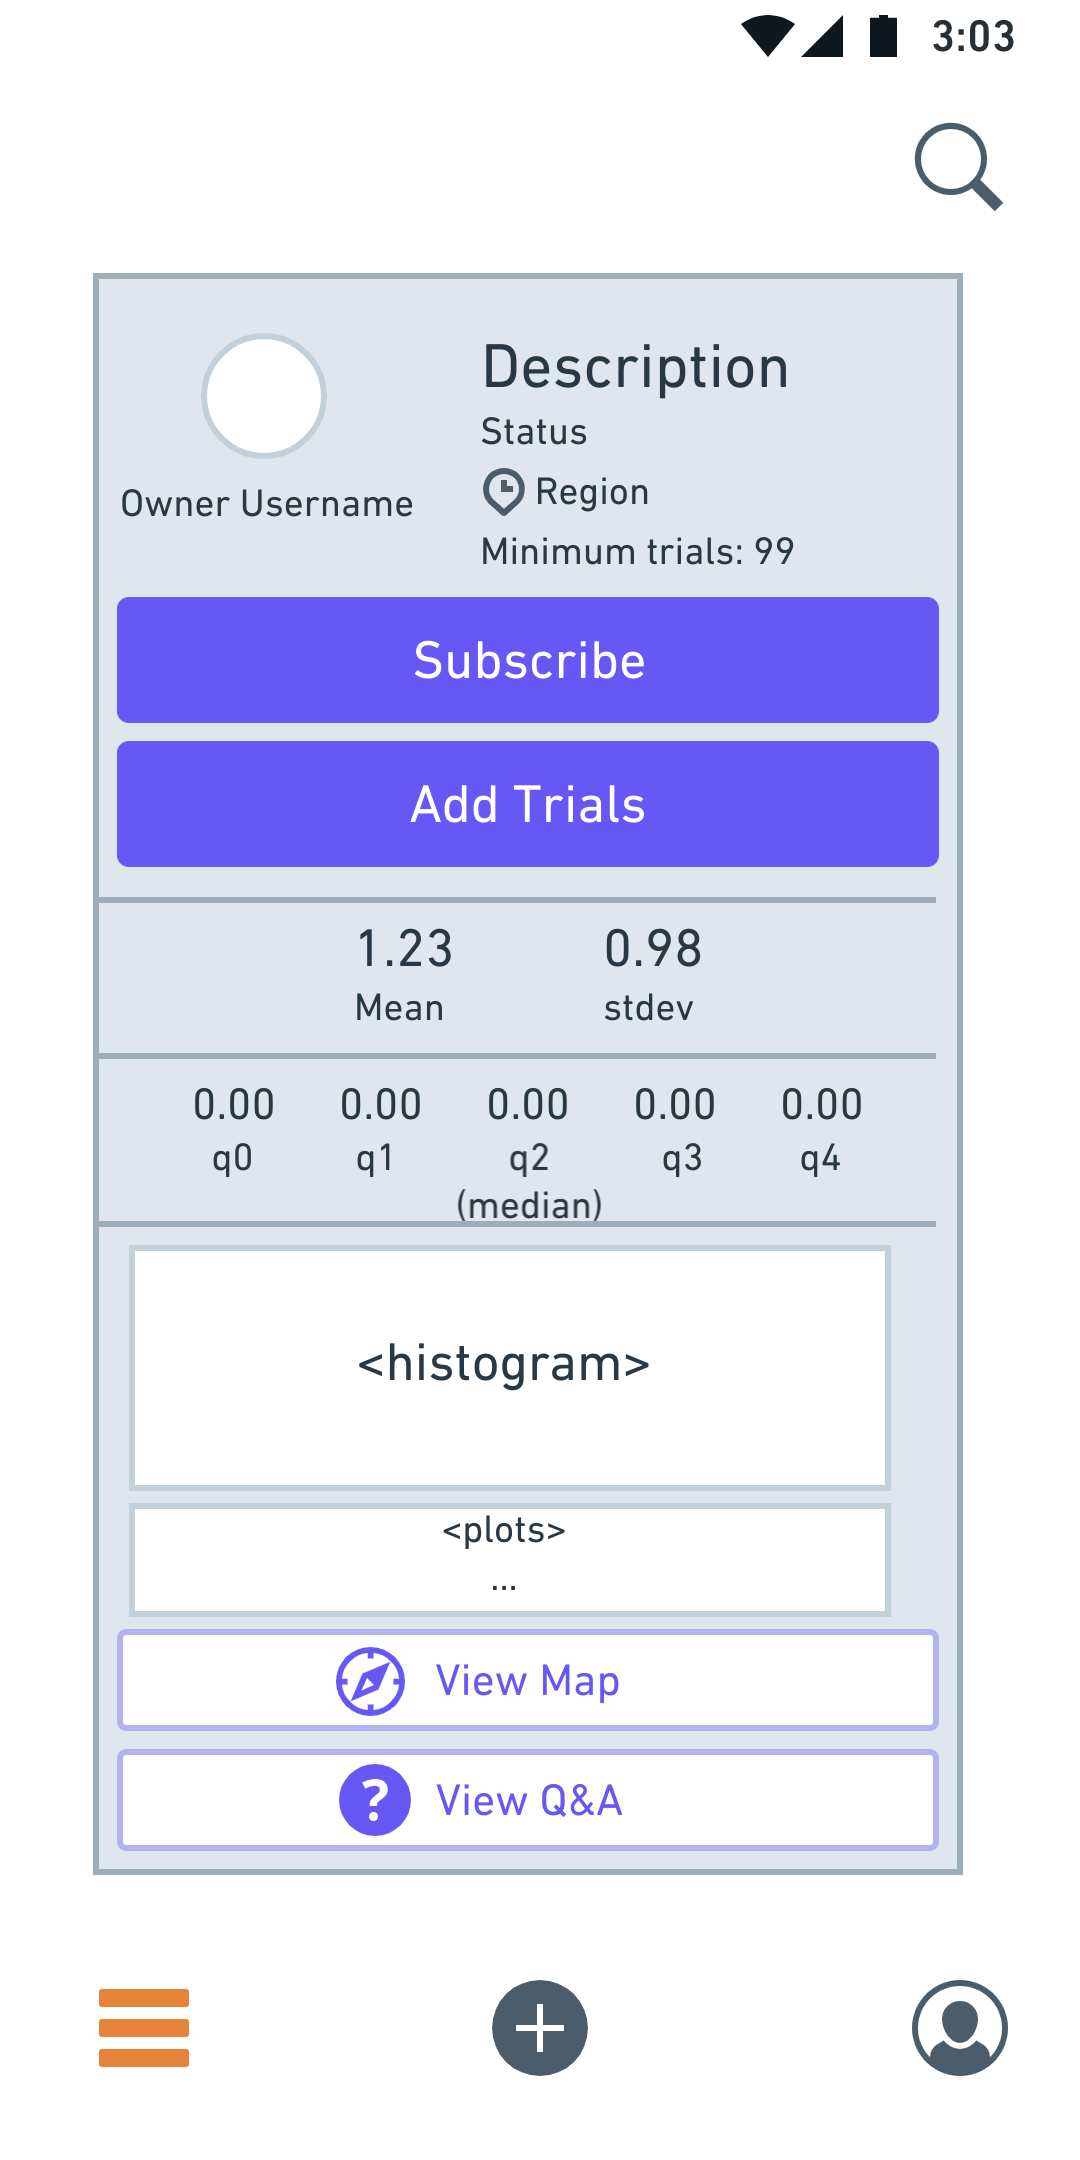 3:03
Description
Status
Owner Username
Region
Minimum trials: 99
Subscribe
Add Trials
1.23 0.98
Mean stdev
0.00 0.00 0.00 0.00 0.00
q0 q1 q2 q3 q4
(median)
<histogram>
<plots>
...
View Map
? View Q&A